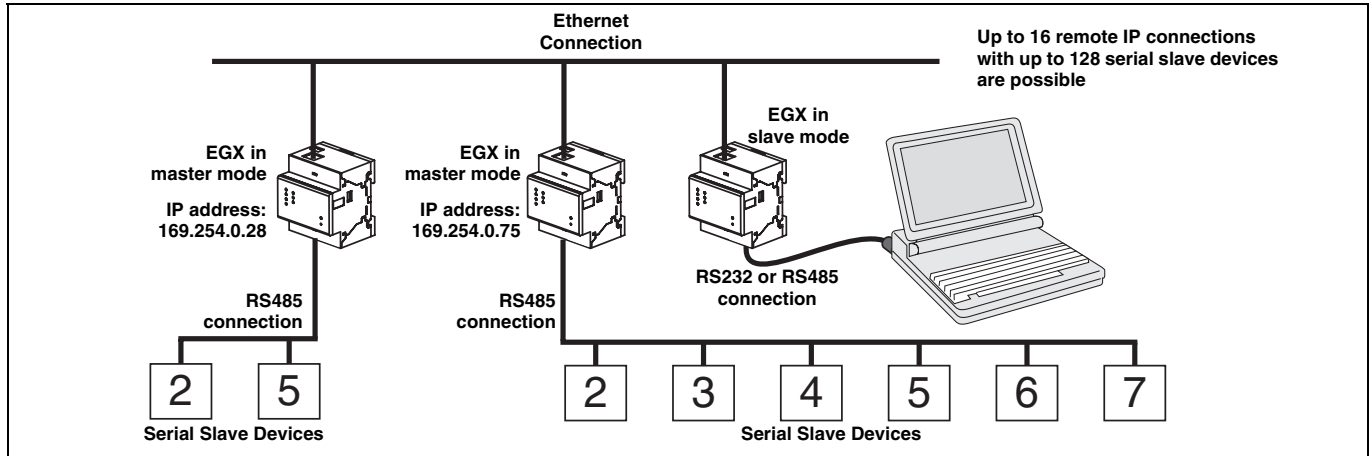 Ethernet
Connection
Up to 16 remote IP connections
with up to 128 serial slave devices
are possible
EGX in
master mode
IP address:
169.254.0.28
EGX in
master mode
IP address:
169.254.0.75
EGX in
slave mode
RS232 or RS485
connection
RS485
connection
RS485
connection
2
5
2
3
4
5
6
7
Serial Slave Devices
Serial Slave Devices